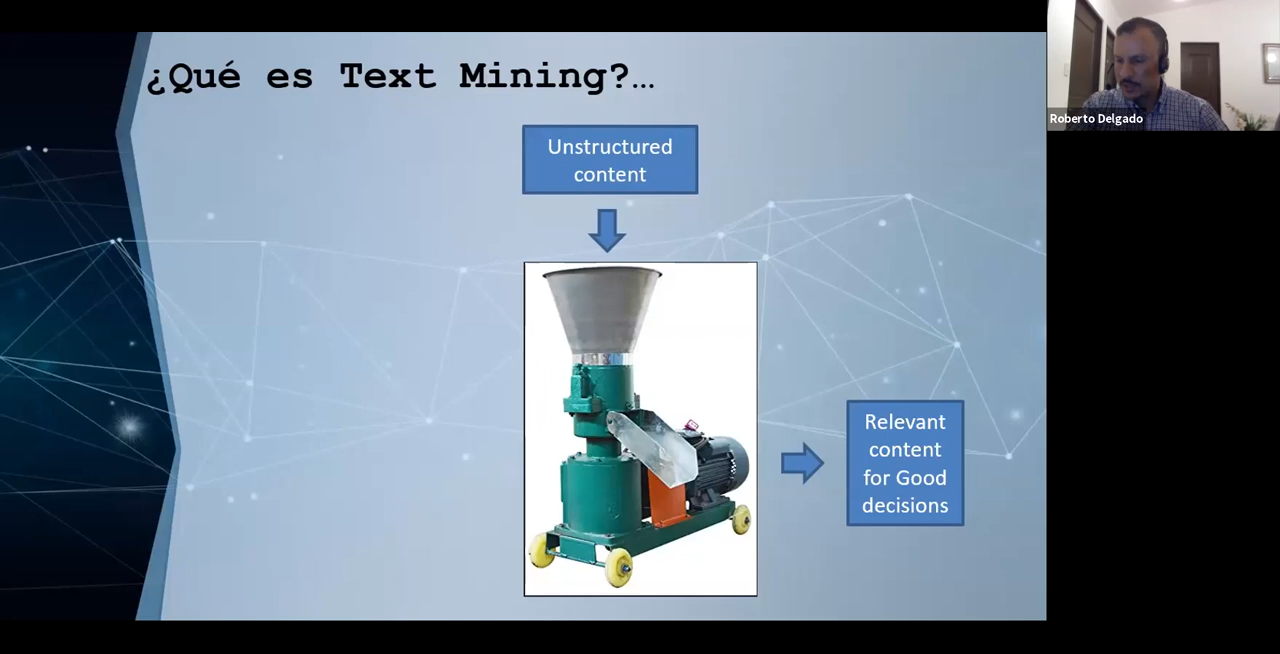 ¿Qué es Text Mining?…
Unstructured
content
Relevant
content
for Good
decisions
Roberto Delgado